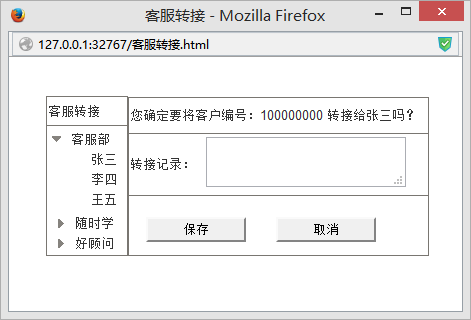 客服转接 - Mozilla Firefox
127.0.0.1:32767/客服转接.html
客服转接
客服部
张三
李四
王五
随时学
好顾问
您确定要将客户编号：100000000 转接给张三吗？
转接记录：
保存
取消